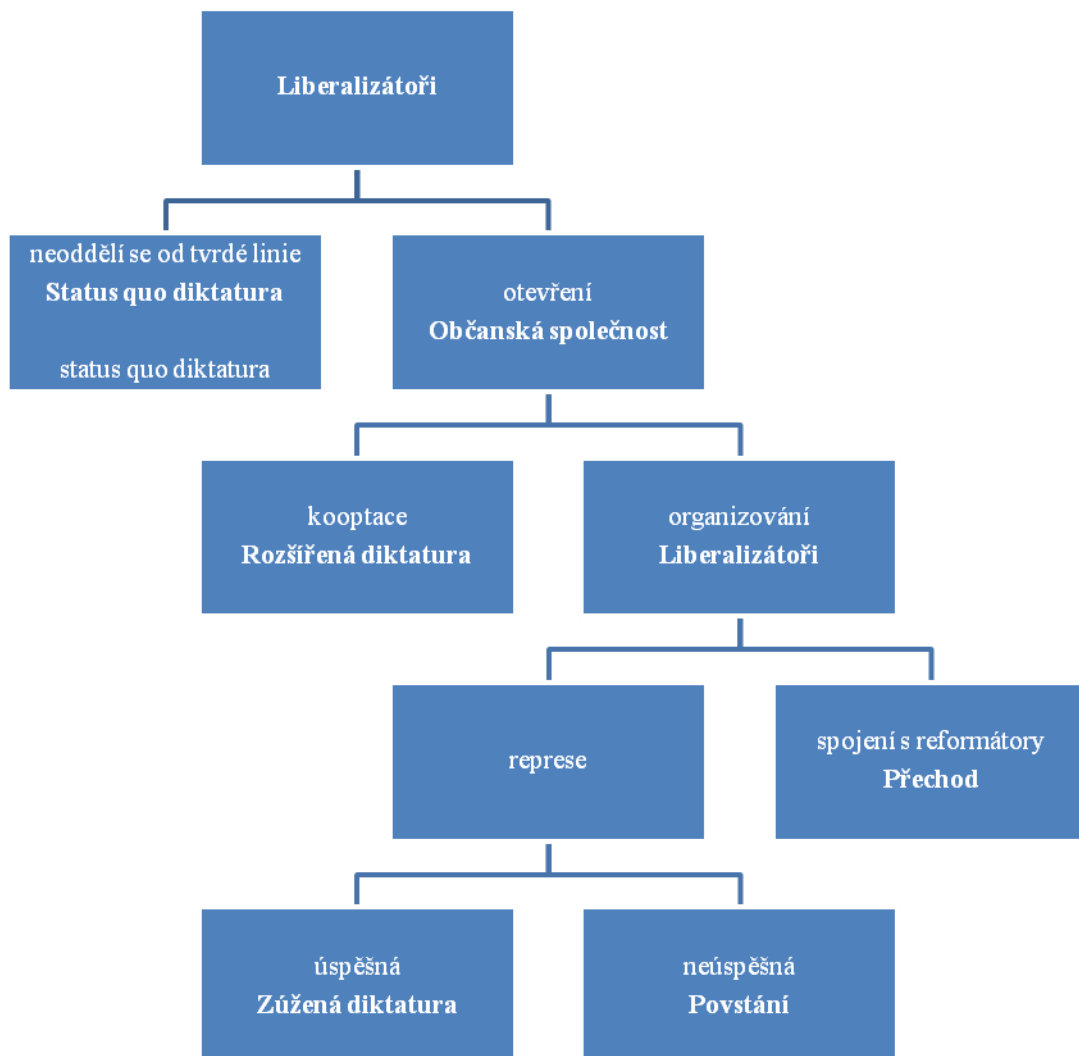 Liberalizátoři
neoddělí se od tvrdé linie
Status quo diktatura
status quo diktatura
otevření
Občanská společnost
kooptace
Rozšířená diktatura
organizování
Liberalizátoři
represe
spojení s reformátory
Přechod
úspěšná
Zúžená diktatura
neúspěšná
Povstání